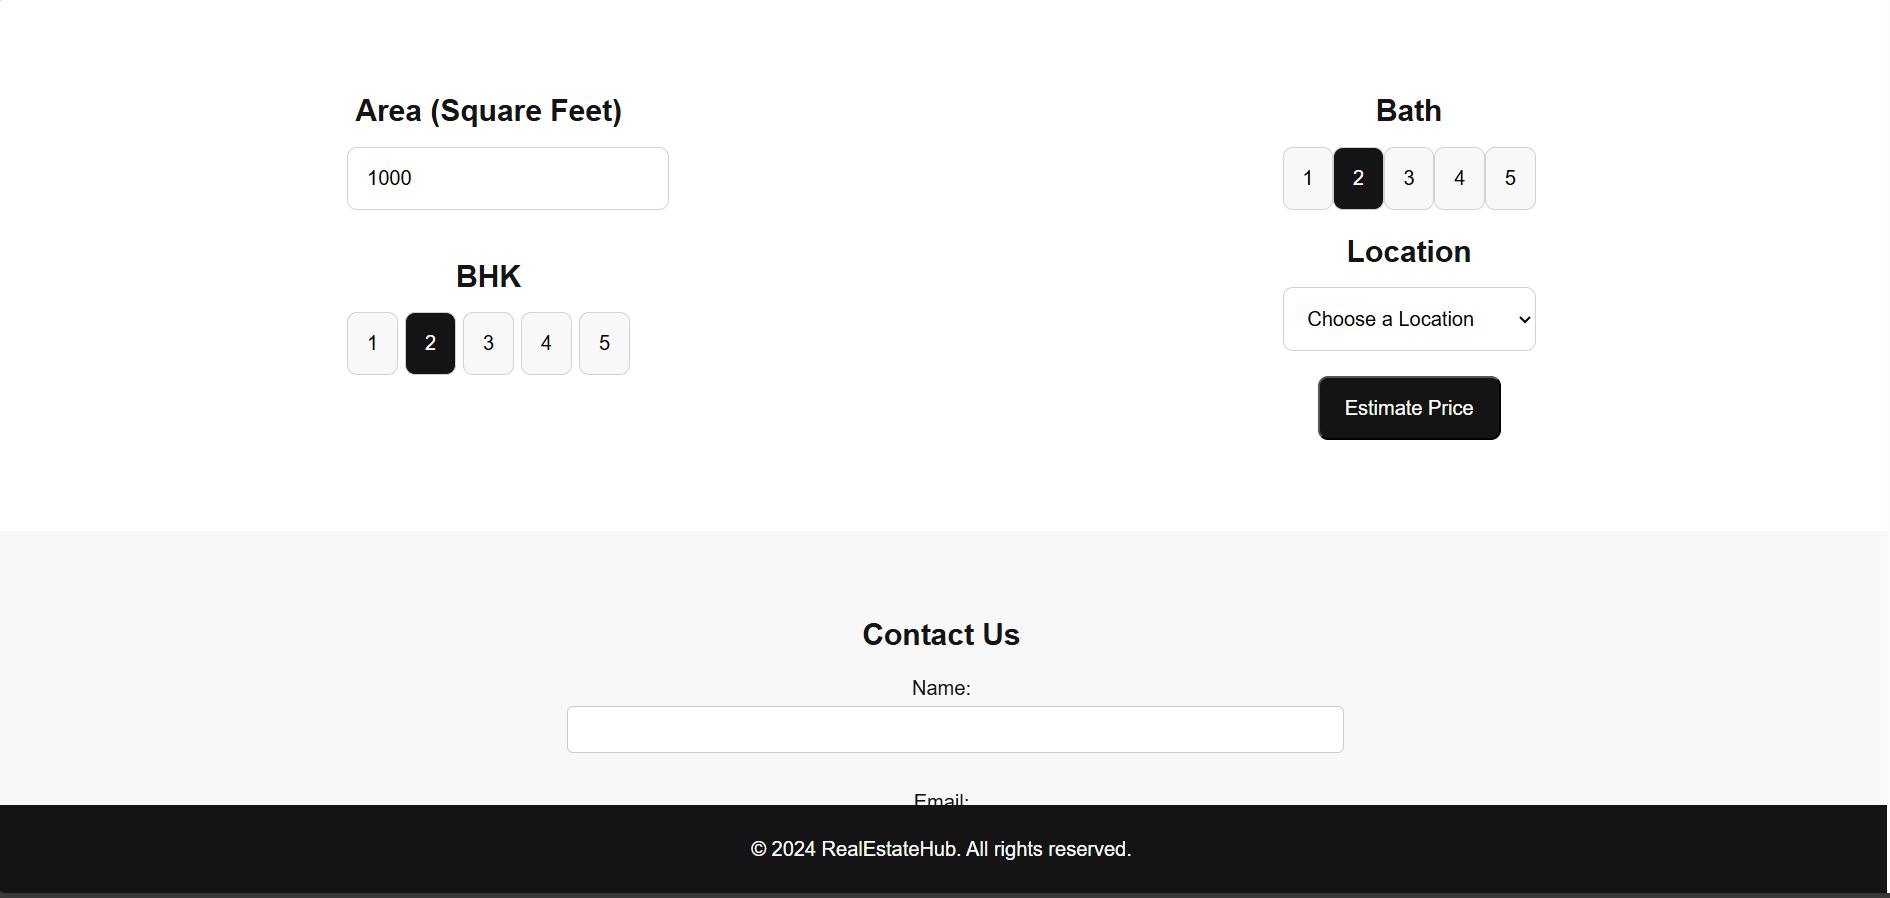 Area (Square Feet)
1000
BHK
1 2 3 4 5
Bath
1 2 3 4 5
Location
Choose a Location
Estimate Price
Contact Us
Name:
Email:
© 2024 RealEstateHub. All rights reserved.